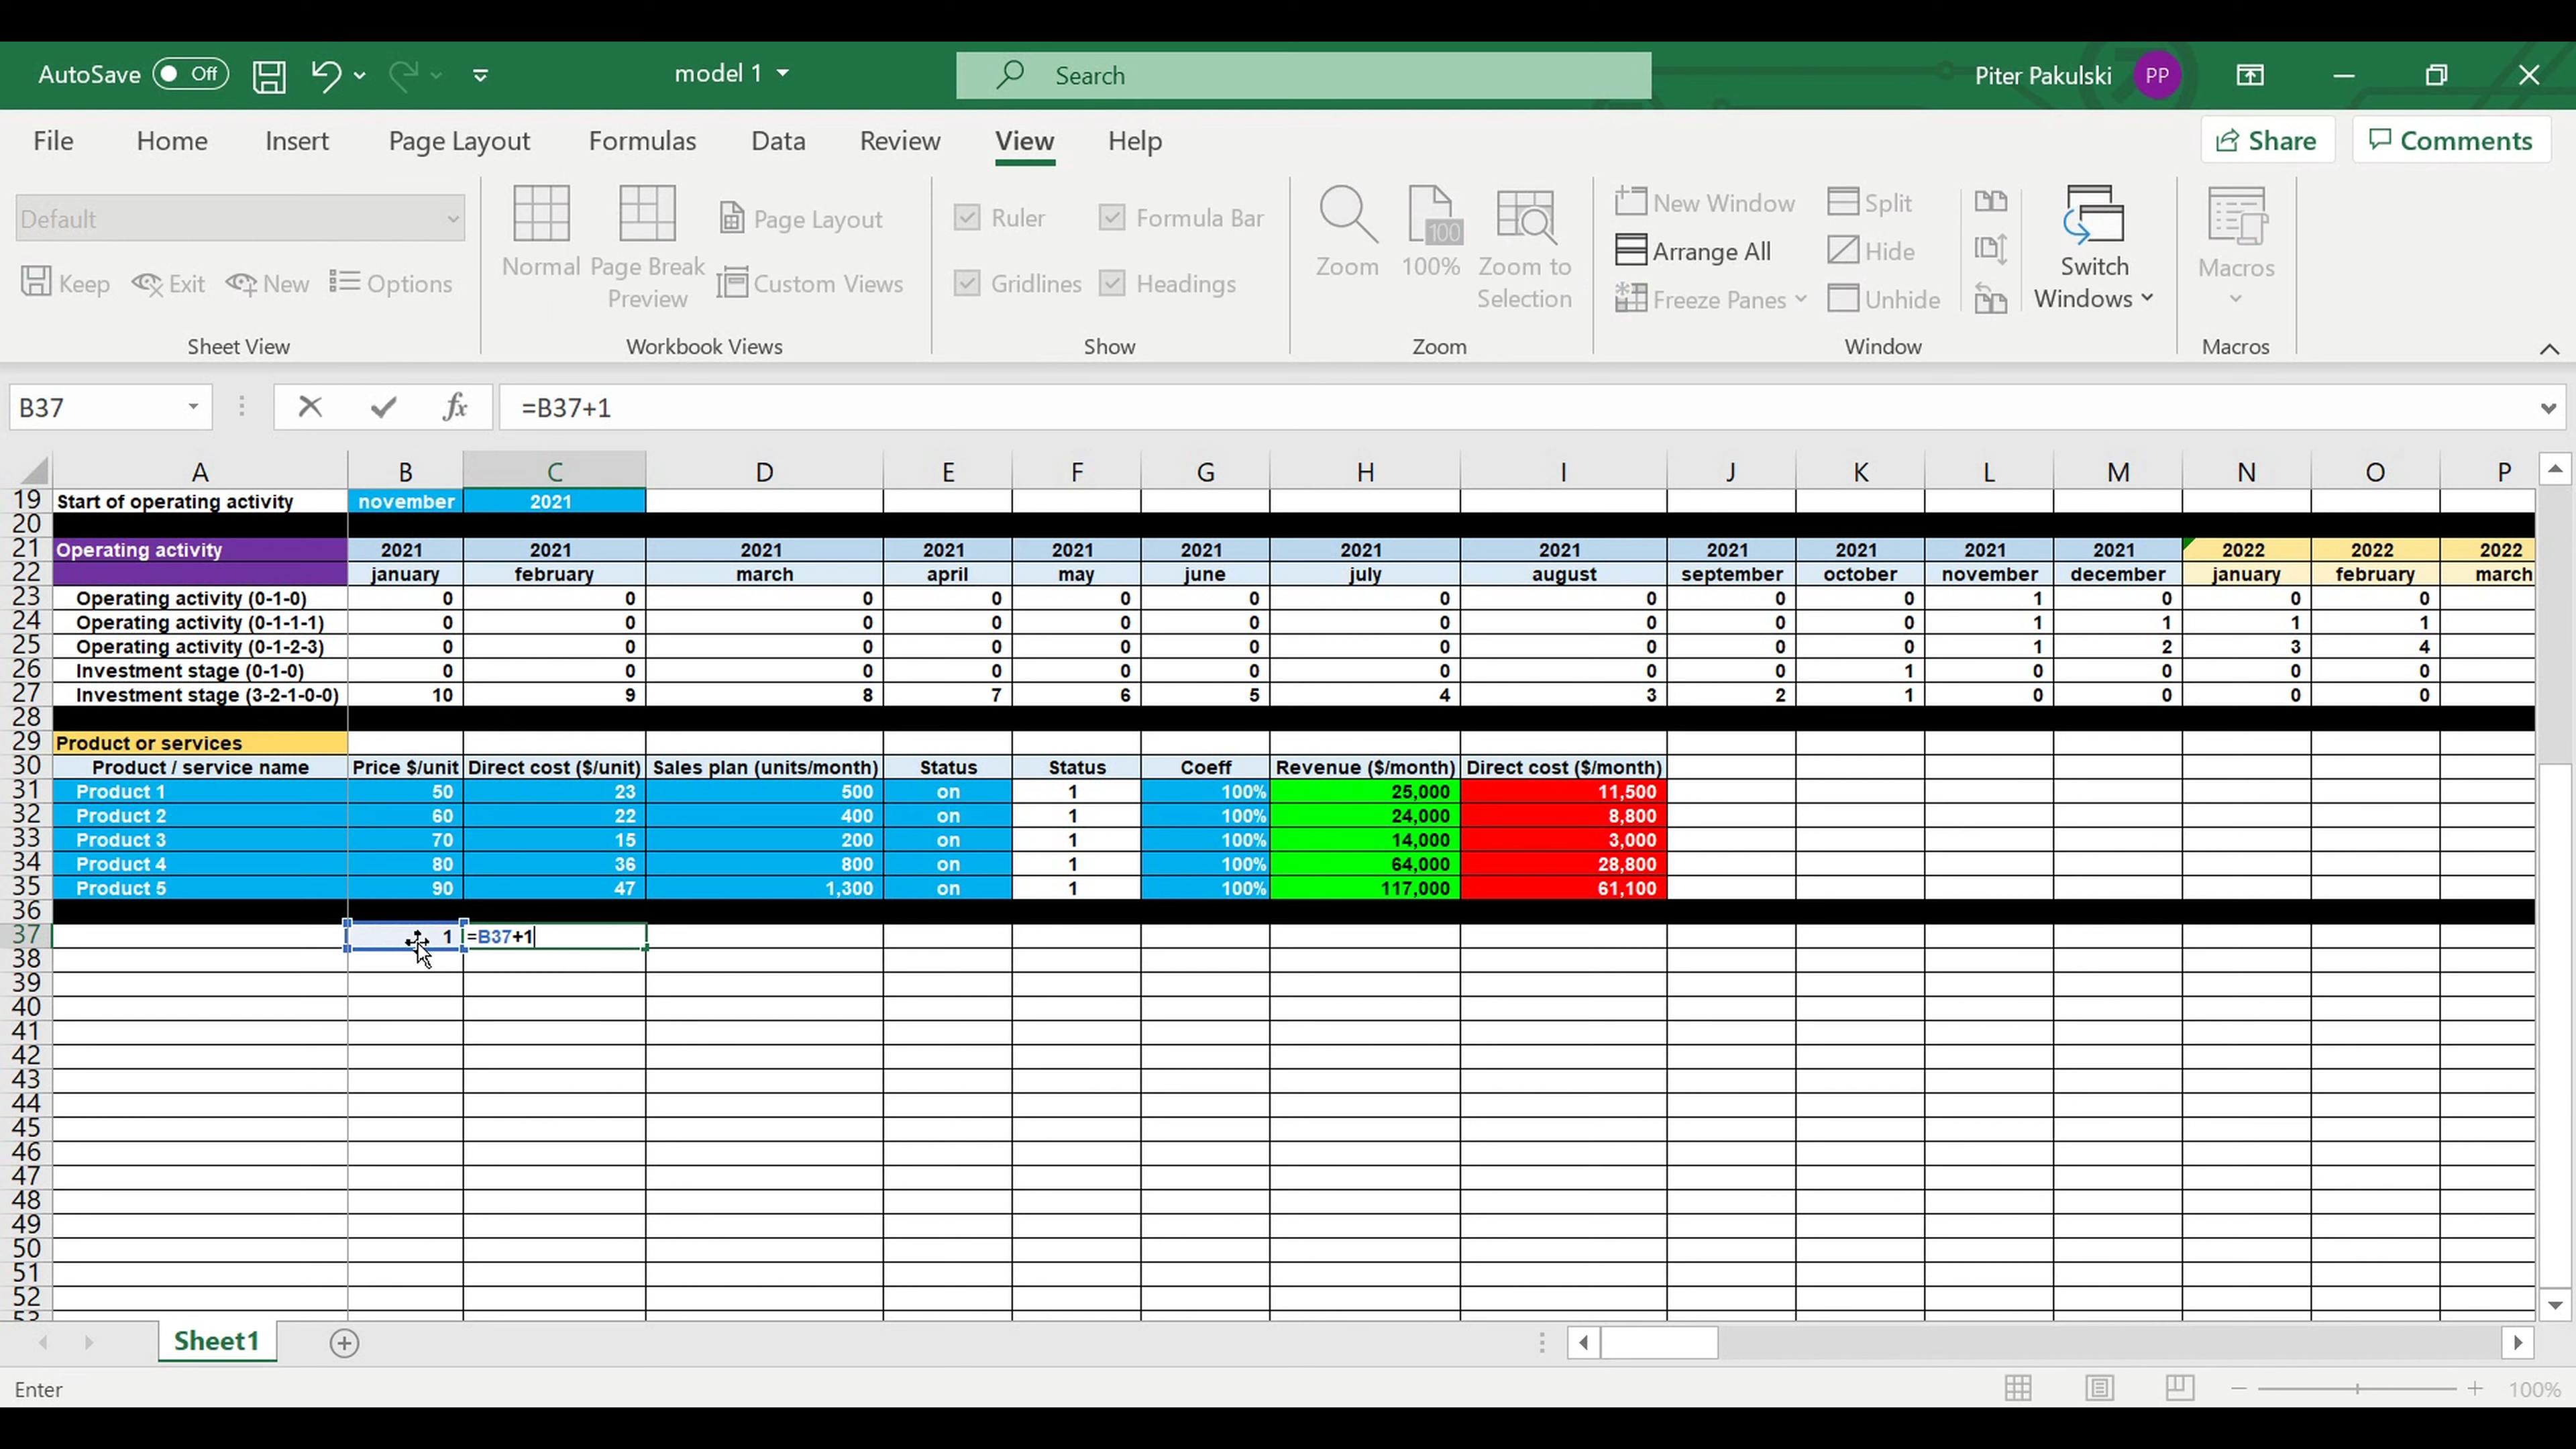 AutoSave Off model 1 Search Piter Pakulski PP
File Home Insert Page Layout Formulas Data Review View Help Share Comments
Default
Keep Exit New Options
Sheet View
Normal Page Break Preview Page Layout Custom Views
Workbook Views
Ruler Formula Bar
Gridlines Headings
Show
Zoom 100 100% Zoom to Selection
Zoom
New Window Split
Arrange All Hide
Freeze Panes Unhide
Switch Windows
Window
Macros
Macros
B37 fx =B37+1
A B C D E F G H I J K L M N O P
19 Start of operating activity november 2021
20
21 Operating activity 2021 2021 2021 2021 2021 2021 2021 2021 2021 2021 2021 2021 2022 2022 2022
22 january february march april may june july august september october november december january february march
23 Operating activity (0-1-0) 0 0 0 0 0 0 0 0 0 0 1 0 0 0
24 Operating activity (0-1-1-1) 0 0 0 0 0 0 0 0 0 0 1 1 1 1
25 Operating activity (0-1-2-3) 0 0 0 0 0 0 0 0 0 0 1 2 3 4
26 Investment stage (0-1-0) 0 0 0 0 0 0 0 0 0 1 0 0 0 0
27 Investment stage (3-2-1-0-0) 10 9 8 7 6 5 4 3 2 1 0 0 0 0
28
29 Product or services
30 Product / service name Price $/unit Direct cost ($/unit) Sales plan (units/month) Status Status Coeff Revenue ($/month) Direct cost ($/month)
31 Product 1 50 23 500 on 1 100% 25,000 11,500
32 Product 2 60 22 400 on 1 100% 24,000 8,800
33 Product 3 70 15 200 on 1 100% 14,000 3,000
34 Product 4 80 36 800 on 1 100% 64,000 28,800
35 Product 5 90 47 1,300 on 1 100% 117,000 61,100
36
37 1 =B37+1
38
39
40
41
42
43
44
45
46
47
48
49
50
51
52
53
Sheet1
Enter 100%